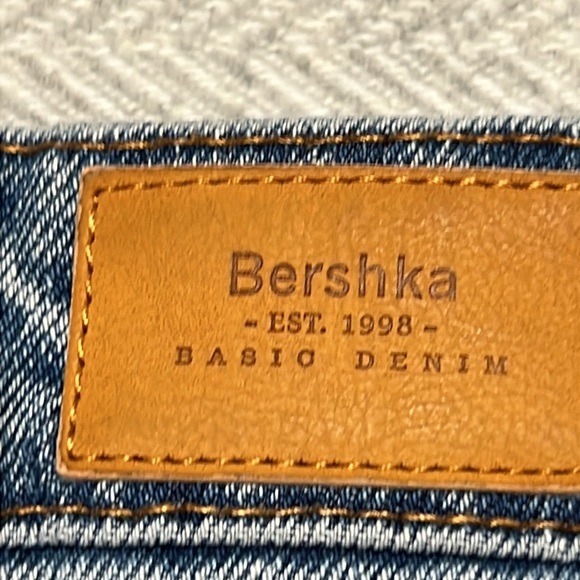 Bershka
- EST. 1998 -
BASIC DENIM